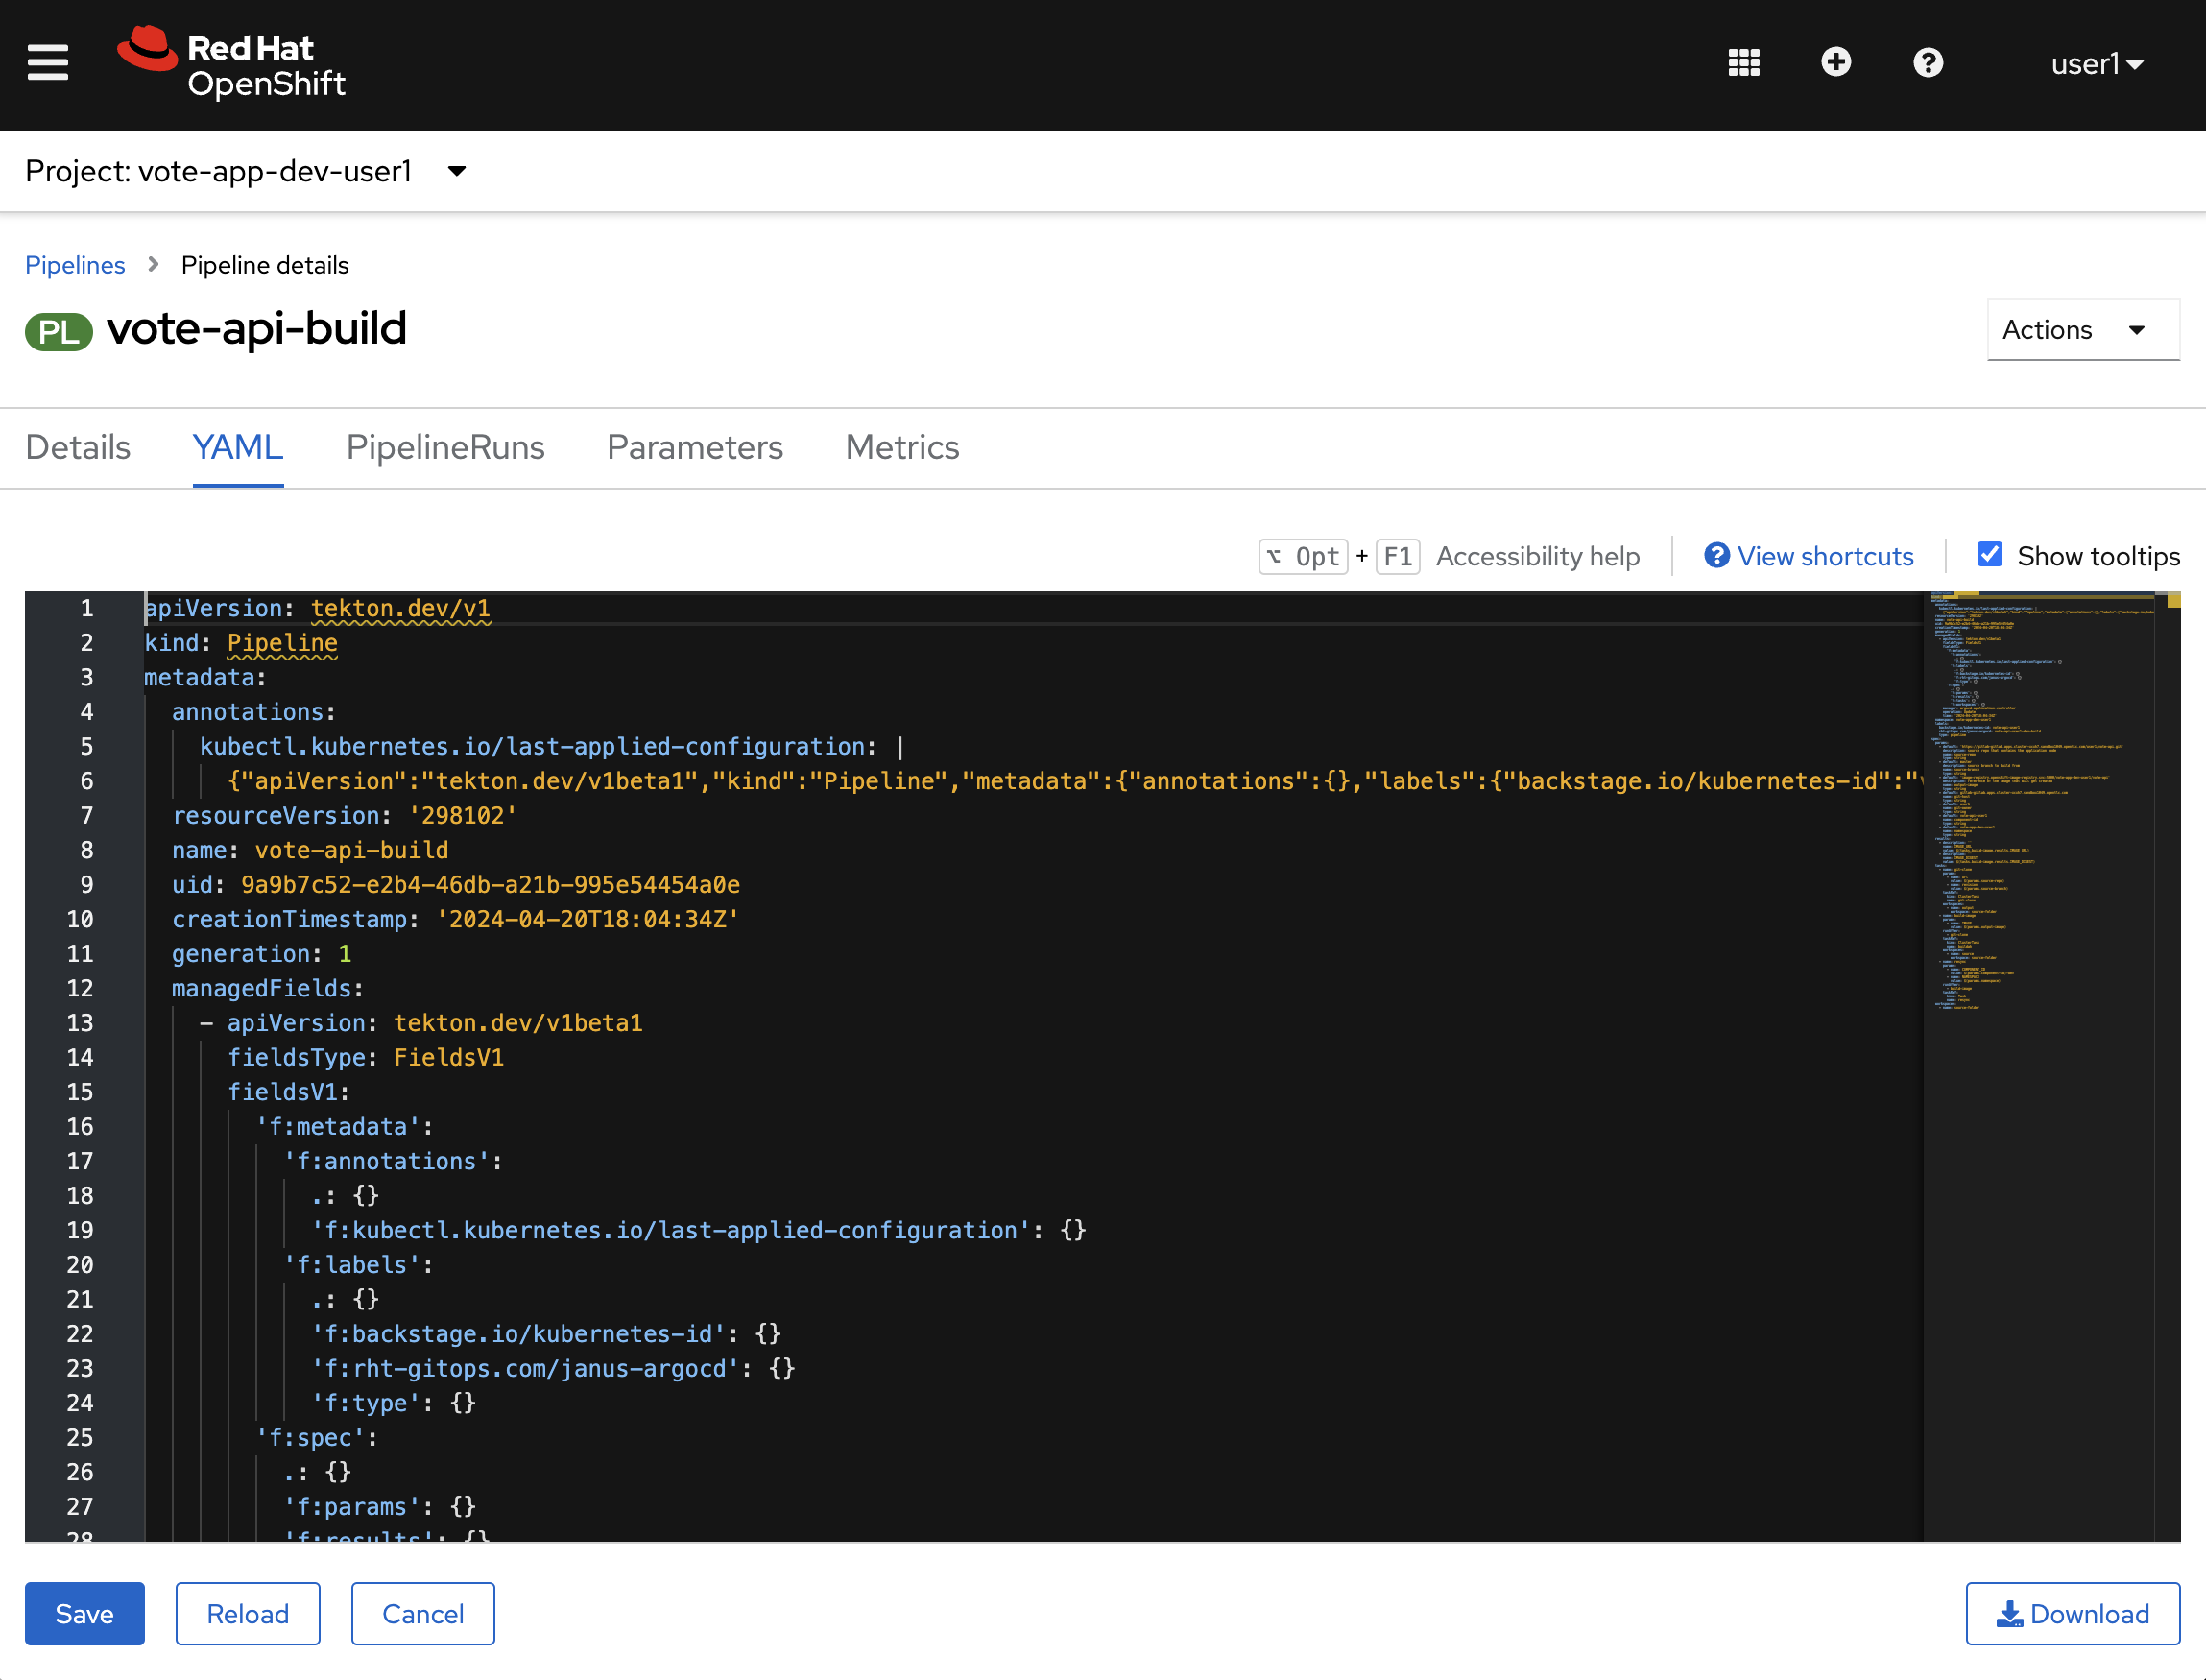 Red Hat
OpenShift
user1
Project: vote-app-dev-user1
Pipelines > Pipeline details
PL vote-api-build
Actions
Details YAML PipelineRuns Parameters Metrics
⌥ Opt + F1 Accessibility help View shortcuts Show tooltips
1 apiVersion: tekton.dev/v1
2 kind: Pipeline
3 metadata:
4 annotations:
5 kubectl.kubernetes.io/last-applied-configuration: |
6 {"apiVersion":"tekton.dev/v1beta1","kind":"Pipeline","metadata":{"annotations":{},"labels":{"backstage.io/kubernetes-id":"
7 resourceVersion: '298102'
8 name: vote-api-build
9 uid: 9a9b7c52-e2b4-46db-a21b-995e54454a0e
10 creationTimestamp: '2024-04-20T18:04:34Z'
11 generation: 1
12 managedFields:
13 - apiVersion: tekton.dev/v1beta1
14 fieldsType: FieldsV1
15 fieldsV1:
16 'f:metadata':
17 'f:annotations':
18 .: {}
19 'f:kubectl.kubernetes.io/last-applied-configuration': {}
20 'f:labels':
21 .: {}
22 'f:backstage.io/kubernetes-id': {}
23 'f:rht-gitops.com/janus-argocd': {}
24 'f:type': {}
25 'f:spec':
26 .: {}
27 'f:params': {}
28 'f:results': {}
Save Reload Cancel Download